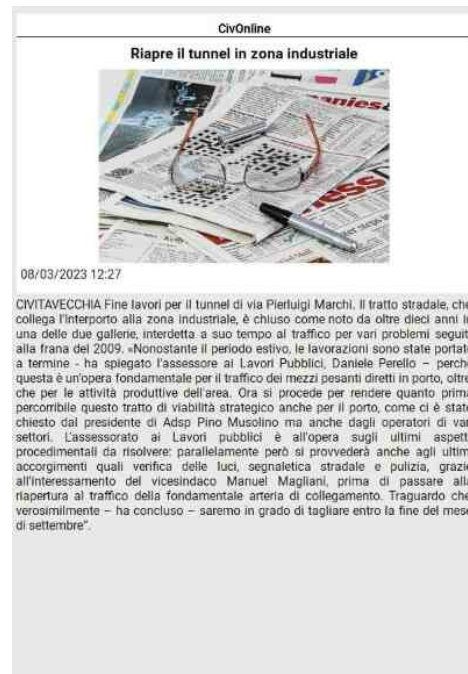 CivOnline
Riapre il tunnel in zona industriale
anies
ess
08/03/2023 12:27
CIVITAVECCHIA Fine lavori per il tunnel di via Pierluigi Marchi. Il tratto stradale, che
collega l'Interporto alla zona industriale, è chiuso come noto da oltre dieci anni
una delle due gallerie, interdetta a suo tempo al traffico per vari problemi seguit
alla frana del 2009. «Nonostante il periodo estivo, le lavorazioni sono state portat
a termine - ha spiegato l'assessore ai Lavori Pubblici, Daniele Perello – perch
questa è un'opera fondamentale per il traffico dei mezzi pesanti diretti in porto, oltre
che per le attività produttive dell'area. Ora si procede per rendere quanto prima
percorribile questo tratto di viabilità strategico anche per il porto, come ci è stat
chiesto dal presidente di Adsp Pino Musolino ma anche dagli operatori di var
settori. L'assessorato ai Lavori pubblici è all'opera sugli ultimi aspett
procedimentali da risolvere: parallelamente però si provvederà anche agli ultim
accorgimenti quali verifica delle luci, segnaletica stradale e pulizia, grazie
all'interessamento del vicesindaco Manuel Magliani, prima di passare alla
riapertura al traffico della fondamentale arteria di collegamento. Traguardo che
verosimilmente – ha concluso – saremo in grado di tagliare entro la fine del mese
di settembre".